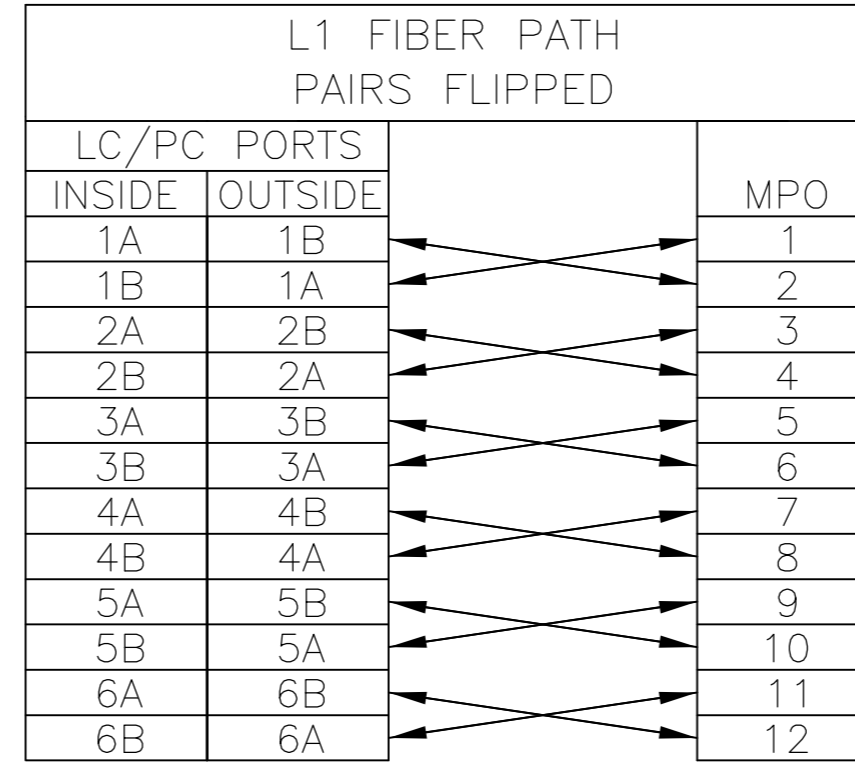 L1 FIBER PATH
PAIRS FLIPPED
LC/PC PORTS
INSIDE OUTSIDE MPO
1A 1B 1
1B 1A 2
2A 2B 3
2B 2A 4
3A 3B 5
3B 3A 6
4A 4B 7
4B 4A 8
5A 5B 9
5B 5A 10
6A 6B 11
6B 6A 12